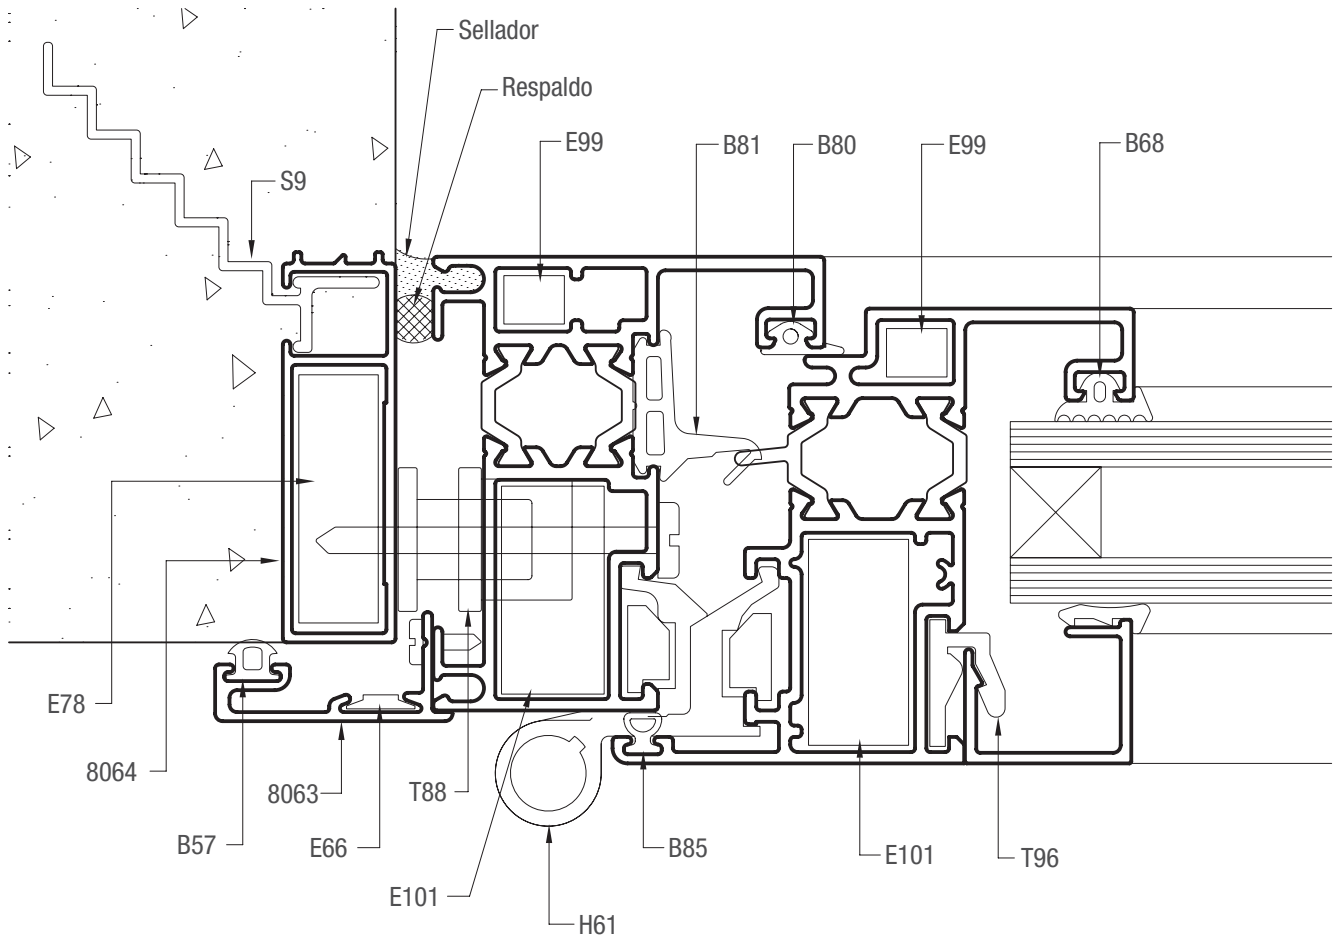 Sellador
Respaldo
E99
B81
B80
E99
B68
S9
E78
8064
8063
T88
B57
E66
B85
E101
T96
E101
H61